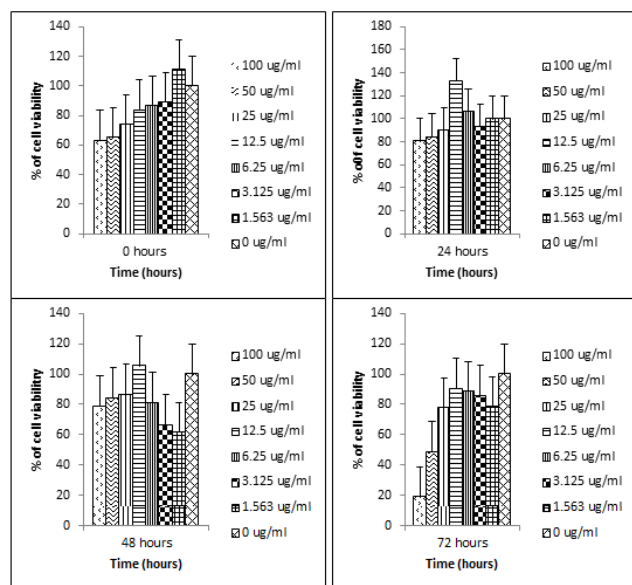 140
120
100
80
60
40
20
0
% of cell viability
0 hours
Time (hours)
100 ug/ml
50 ug/ml
25 ug/ml
12.5 ug/ml
6.25 ug/ml
3.125 ug/ml
1.563 ug/ml
0 ug/ml
180
160
140
120
100
80
60
40
20
0
% o0f cell viability
24 hours
Time (hours)
100 ug/ml
50 ug/ml
25 ug/ml
12.5 ug/ml
6.25 ug/ml
3.125 ug/ml
1.563 ug/ml
0 ug/ml
140
120
100
80
60
40
20
0
% of cell viability
48 hours
Time (hours)
100 ug/ml
50 ug/ml
25 ug/ml
12.5 ug/ml
6.25 ug/ml
3.125 ug/ml
1.563 ug/ml
0 ug/ml
140
120
100
80
60
40
20
0
% of cell viability
72 hours
Time (hours)
100 ug/ml
50 ug/ml
25 ug/ml
12.5 ug/ml
6.25 ug/ml
3.125 ug/ml
1.563 ug/ml
0 ug/ml